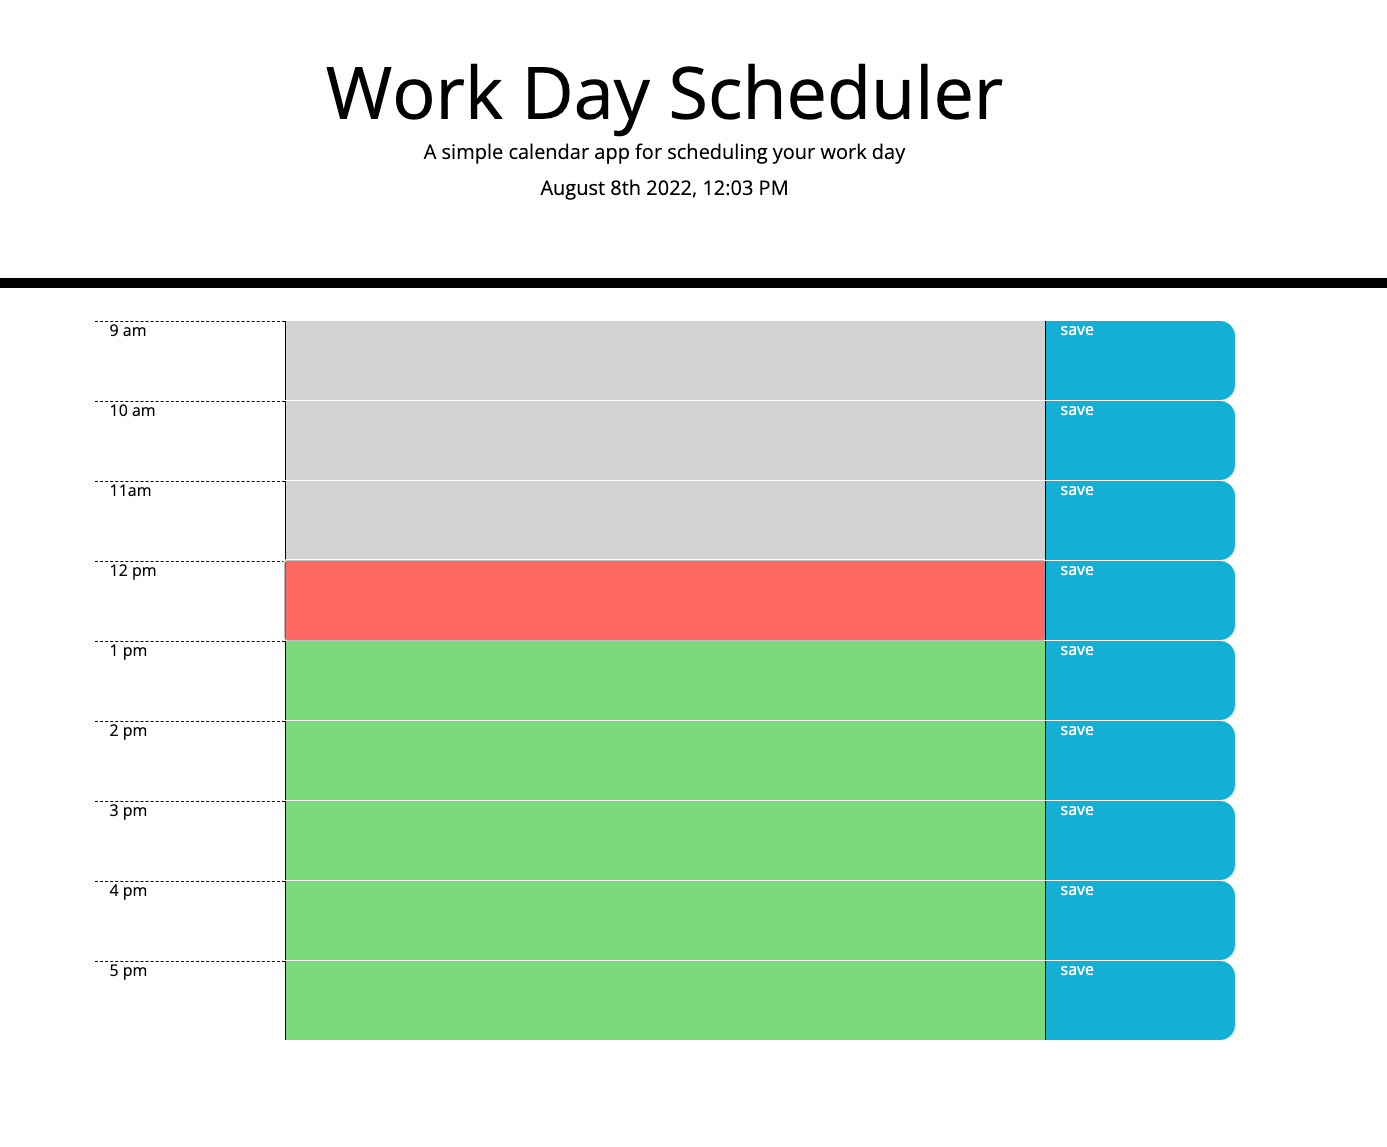 Work Day Scheduler
A simple calendar app for scheduling your work day
August 8th 2022, 12:03 PM
9 am save
10 am save
11am save
12 pm save
1 pm save
2 pm save
3 pm save
4 pm save
5 pm save